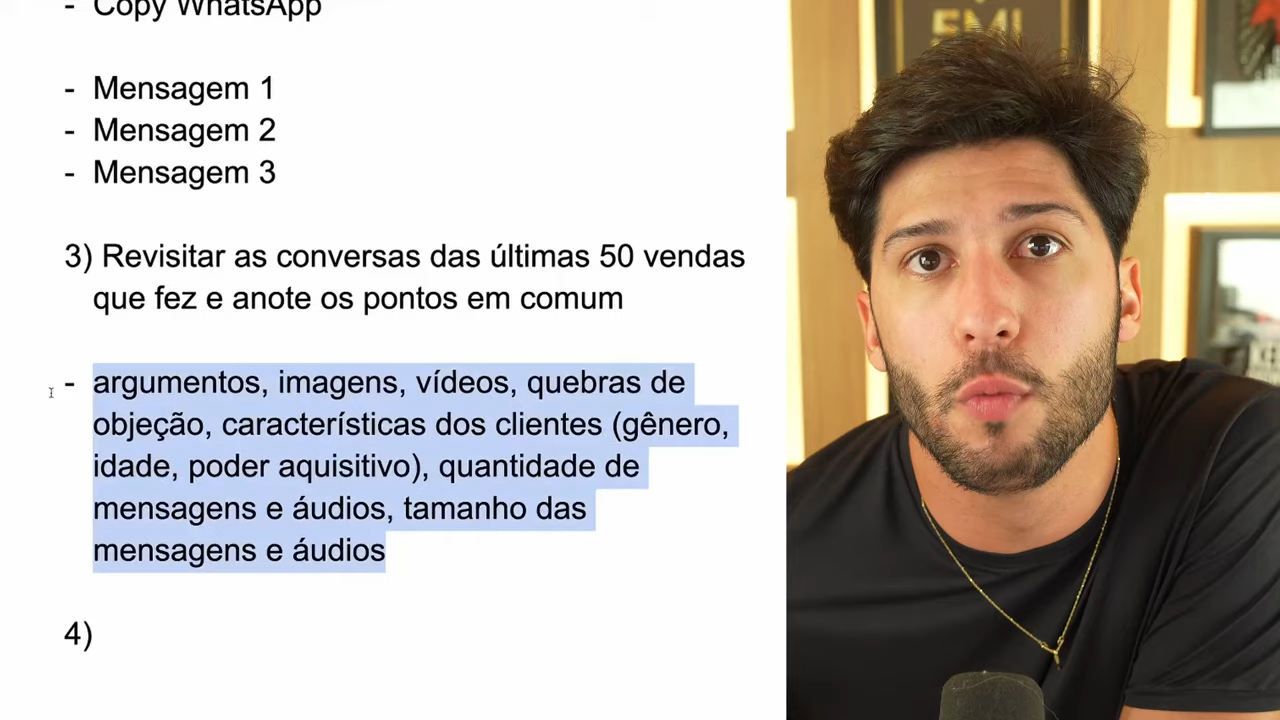 - Copy WhatsApp
- Mensagem 1
- Mensagem 2
- Mensagem 3
3) Revisitar as conversas das últimas 50 vendas
que fez e anote os pontos em comum
- argumentos, imagens, vídeos, quebras de
objeção, características dos clientes (gênero,
idade, poder aquisitivo), quantidade de
mensagens e áudios, tamanho das
mensagens e áudios
4)